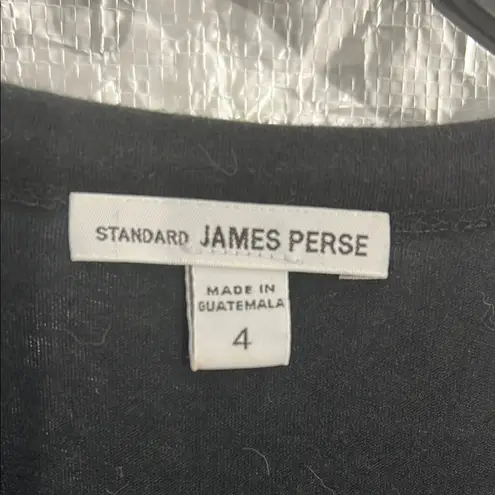 STANDARD JAMES PERSE
MADE IN
GUATEMALA
4